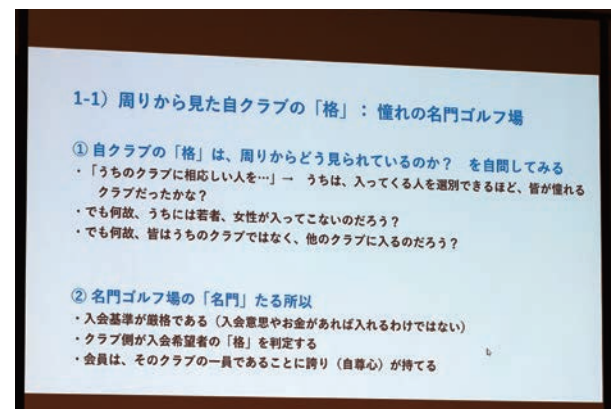 1-1）周りから見た自クラブの「格」：憧れの名門ゴルフ場
① 自クラブの「格」は、周りからどう見られているのか？　を自問してみる
・「うちのクラブに相応しい人を…」→　うちは、入ってくる人を選別できるほど、皆が憧れる
クラブだったかな？
・でも何故、うちには若者、女性が入ってこないのだろう？
・でも何故、皆はうちのクラブではなく、他のクラブに入るのだろう？
② 名門ゴルフ場の「名門」たる所以
・入会基準が厳格である（入会意思やお金があれば入れるわけではない）
・クラブ側が入会希望者の「格」を判定する
・会員は、そのクラブの一員であることに誇り（自尊心）が持てる